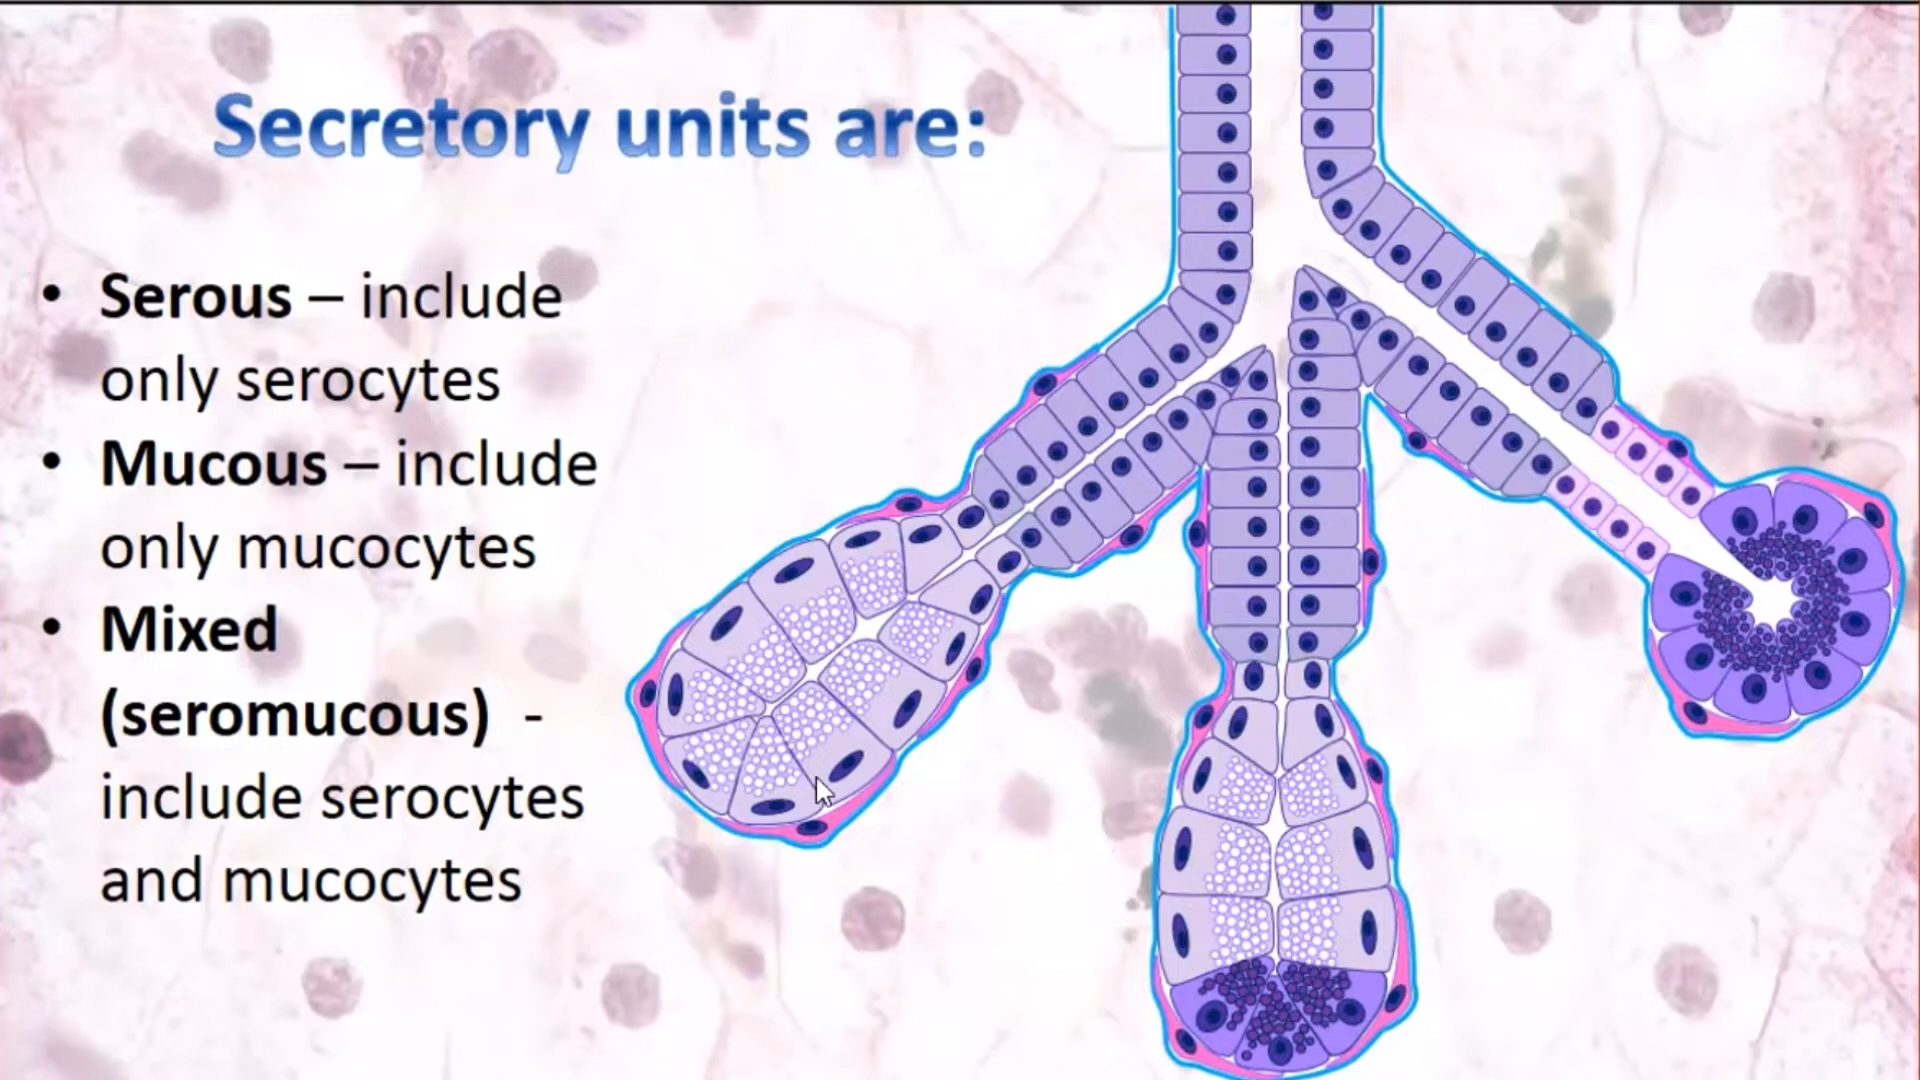 Secretory units are:
• Serous – include
only serocytes
• Mucous – include
only mucocytes
• Mixed
(seromucous) -
include serocytes
and mucocytes